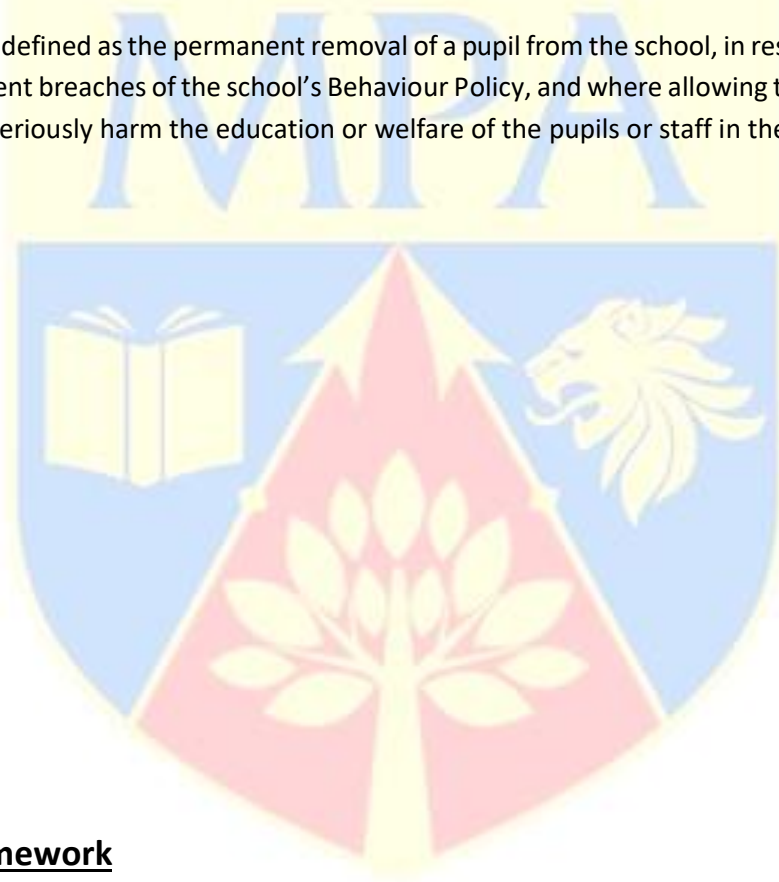 MPA
defined as the permanent removal of a pupil from the school, in res
ent breaches of the school's Behaviour Policy, and where allowing t
eriously harm the education or welfare of the pupils or staff in the
mework